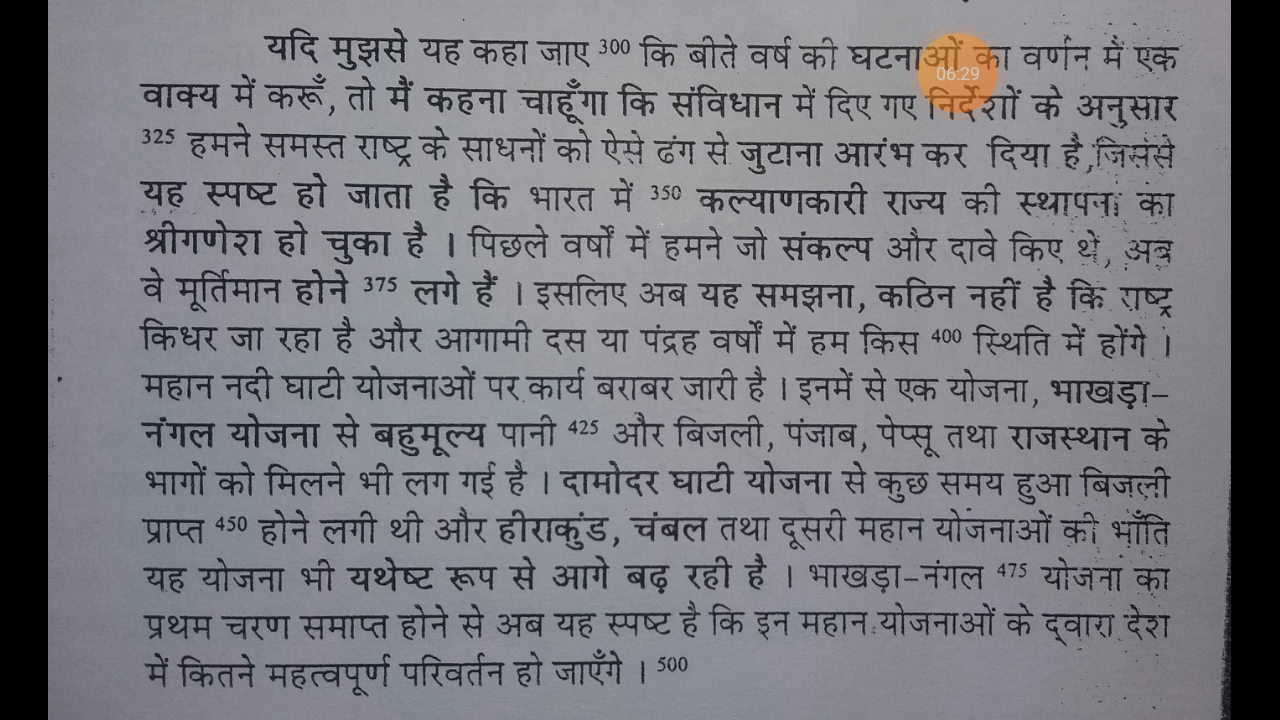 यदि मुझसे यह कहा जाए 300 कि बीते वर्ष की घटनाओं का वर्णन मैं एक
06:29
वाक्य में करूँ, तो मैं कहना चाहूँगा कि संविधान में दिए गए निर्देशों के अनुसार
325 हमने समस्त राष्ट्र के साधनों को ऐसे ढंग से जुटाना आरंभ कर दिया है,जिससे
यह स्पष्ट हो जाता है कि भारत में 350 कल्याणकारी राज्य की स्थापना का
श्रीगणेश हो चुका है । पिछले वर्षों में हमने जो संकल्प और दावे किए थे, अब
वे मूर्तिमान होने 375 लगे हैं । इसलिए अब यह समझना, कठिन नहीं है कि राष्ट्र
किधर जा रहा है और आगामी दस या पंद्रह वर्षों में हम किस 400 स्थिति में होंगे ।
महान नदी घाटी योजनाओं पर कार्य बराबर जारी है । इनमें से एक योजना, भाखड़ा–
नंगल योजना से बहुमूल्य पानी 425 और बिजली, पंजाब, पेप्सू तथा राजस्थान के
भागों को मिलने भी लग गई है । दामोदर घाटी योजना से कुछ समय हुआ बिजली
प्राप्त 450 होने लगी थी और हीराकुंड, चंबल तथा दूसरी महान योजनाओं की भाँति
यह योजना भी यथेष्ट रूप से आगे बढ़ रही है । भाखड़ा–नंगल 475 योजना का
प्रथम चरण समाप्त होने से अब यह स्पष्ट है कि इन महान योजनाओं के द्वारा देश
में कितने महत्वपूर्ण परिवर्तन हो जाएँगे । 500